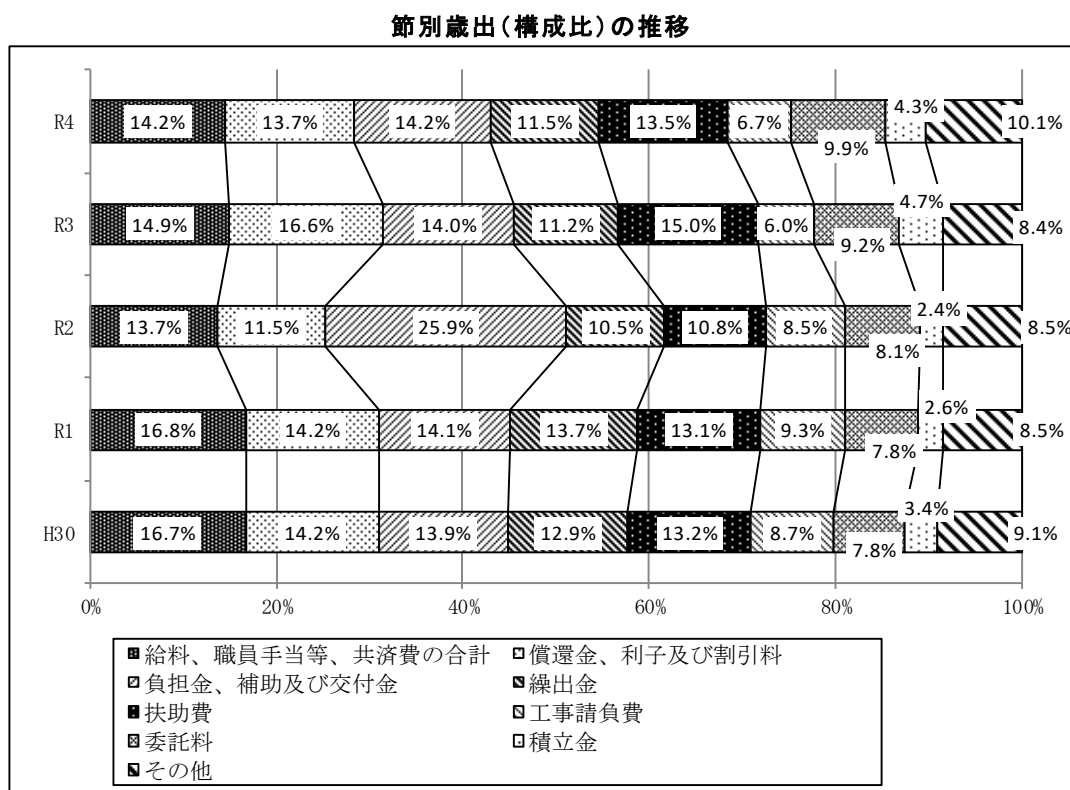 節別歳出(構成比)の推移
R4 14.2% 13.7% 14.2% 11.5% 13.5% 6.7% 9.9% 4.3% 10.1%
R3 14.9% 16.6% 14.0% 11.2% 15.0% 6.0% 9.2% 4.7% 8.4%
R2 13.7% 11.5% 25.9% 10.5% 10.8% 8.5% 8.1% 2.4% 8.5%
R1 16.8% 14.2% 14.1% 13.7% 13.1% 9.3% 7.8% 2.6% 8.5%
H30 16.7% 14.2% 13.9% 12.9% 13.2% 8.7% 7.8% 3.4% 9.1%
0% 20% 40% 60% 80% 100%
給料、職員手当等、共済費の合計 償還金、利子及び割引料
負担金、補助及び交付金 繰出金
扶助費 工事請負費
委託料 積立金
その他